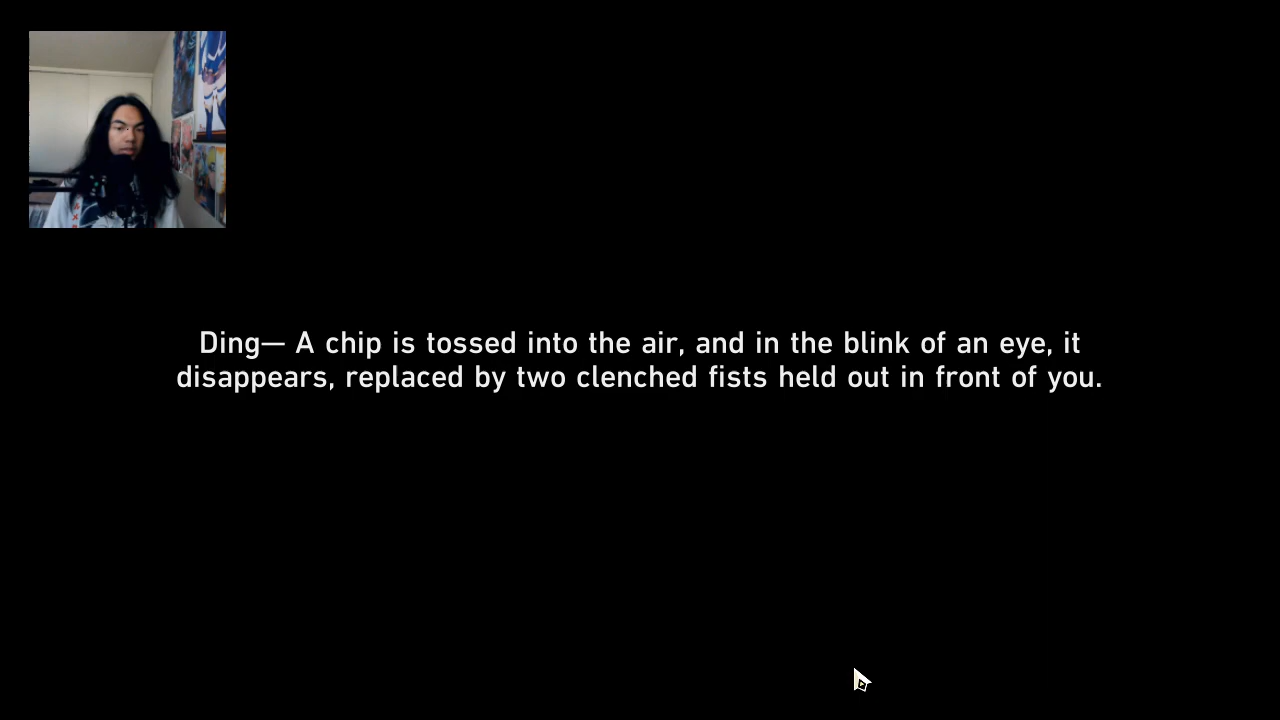 Ding— A chip is tossed into the air, and in the blink of an eye, it
disappears, replaced by two clenched fists held out in front of you.